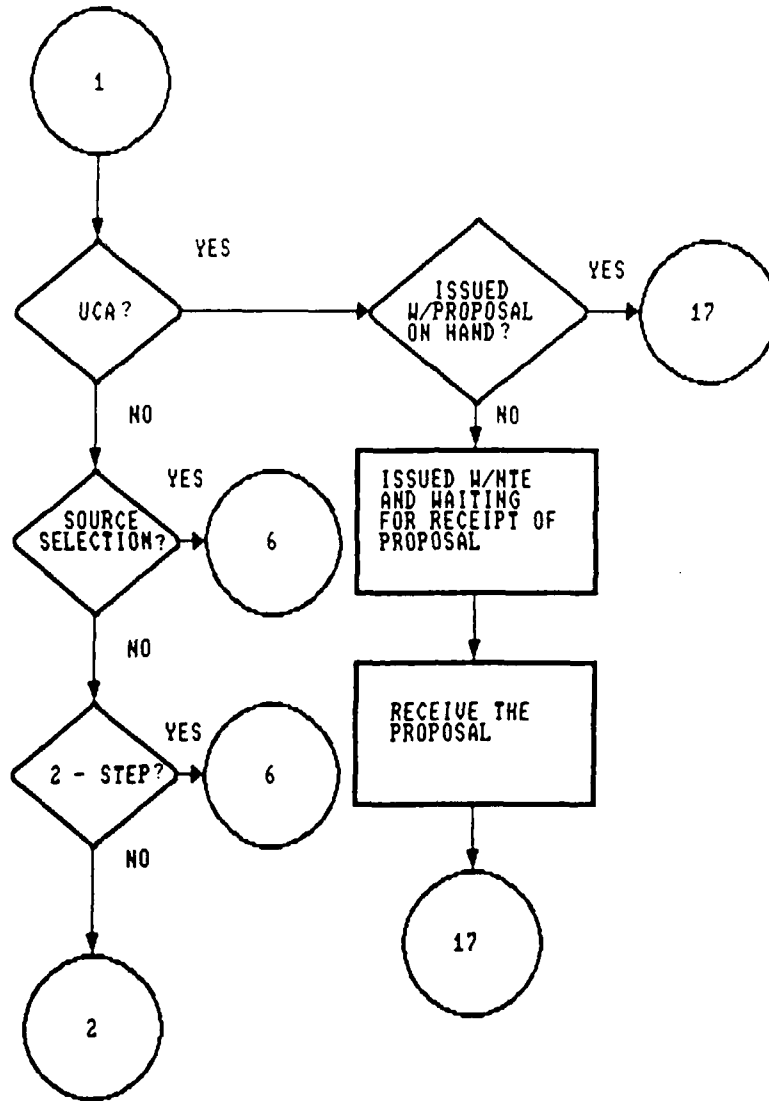 1
YES
UCA?
ISSUED
W/PROPOSAL
ON HAND?
YES
17
NO
NO
YES
SOURCE
SELECTION?
6
ISSUED W/NTE
AND WAITING
FOR RECEIPT OF
PROPOSAL
NO
RECEIVE THE
PROPOSAL
YES
2 - STEP?
6
NO
17
2